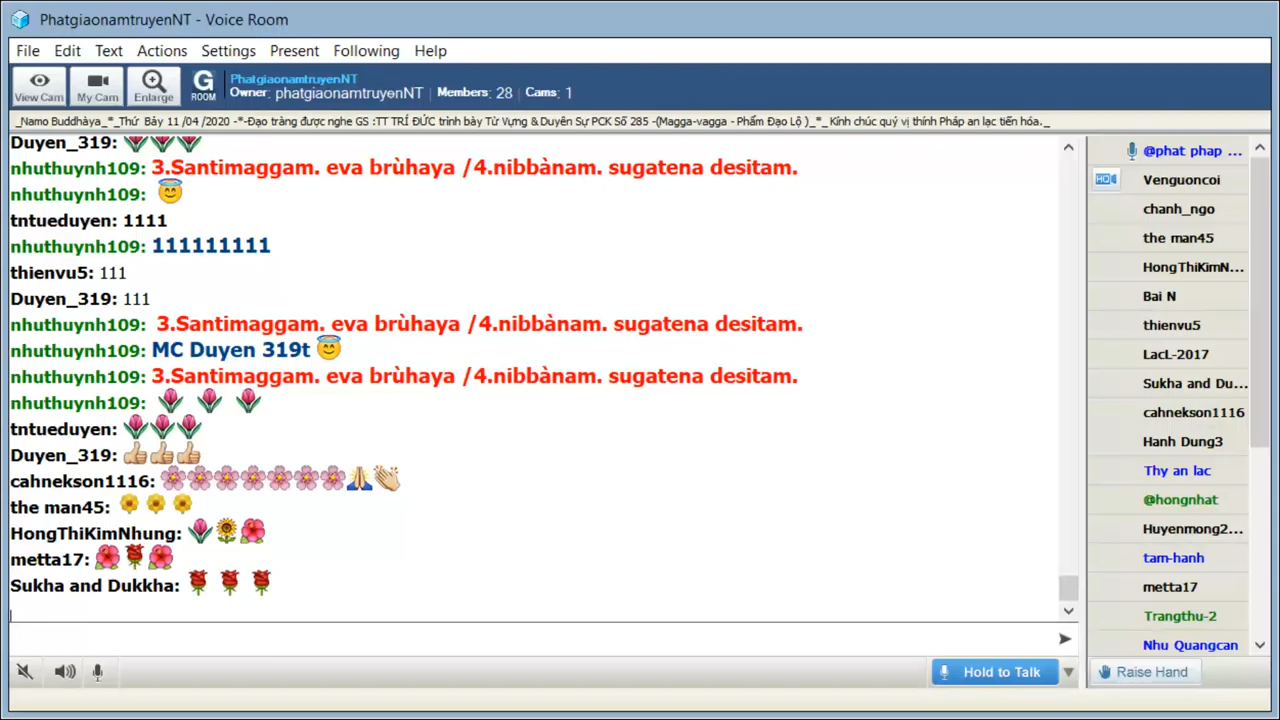 PhatgiaonamtruyenNT - Voice Room
File Edit Text Actions Settings Present Following Help
View Cam My Cam Enlarge G ROOM PhatgiaonamtruyenNT
Owner: phatgiaonamtruyenNT Members: 28 Cams: 1
_Namo Buddhàya_*_Thứ Bảy 11 /04 /2020 -*-Đạo tràng được nghe GS :TT TRÍ ĐỨC trình bày Từ Vựng & Duyên Sự PCK Số 285 -(Magga-vagga - Phẩm Đạo Lộ )_*_ Kính chúc quý vị thính Pháp an lạc tiến hóa._
Duyen_319: 🌷🌷🌷
nhuthuynh109: 3.Santimaggam. eva brùhaya /4.nibbànam. sugatena desitam.
nhuthuynh109: 😇
tntueduyen: 1111
nhuthuynh109: 111111111
thienvu5: 111
Duyen_319: 111
nhuthuynh109: 3.Santimaggam. eva brùhaya /4.nibbànam. sugatena desitam.
nhuthuynh109: MC Duyen 319t 😇
nhuthuynh109: 3.Santimaggam. eva brùhaya /4.nibbànam. sugatena desitam.
nhuthuynh109: 🌷 🌷 🌷
tntueduyen: 🌷🌷🌷
Duyen_319: 👍👍👍
cahnekson1116: 🌸🌸🌸🌸🌸🌸🌸🙏👏
the man45: 🌼 🌼 🌼
HongThiKimNhung: 🌷🌻🌺
metta17: 🌺🌹🌺
Sukha and Dukkha: 🌹 🌹 🌹
@phat phap ...
Venguoncoi
chanh_ngo
the man45
HongThiKimN...
Bai N
thienvu5
LacL-2017
Sukha and Du...
cahnekson1116
Hanh Dung3
Thy an lac
@hongnhat
Huyenmong2...
tam-hanh
metta17
Trangthu-2
Nhu Quangcan
Hold to Talk
Raise Hand